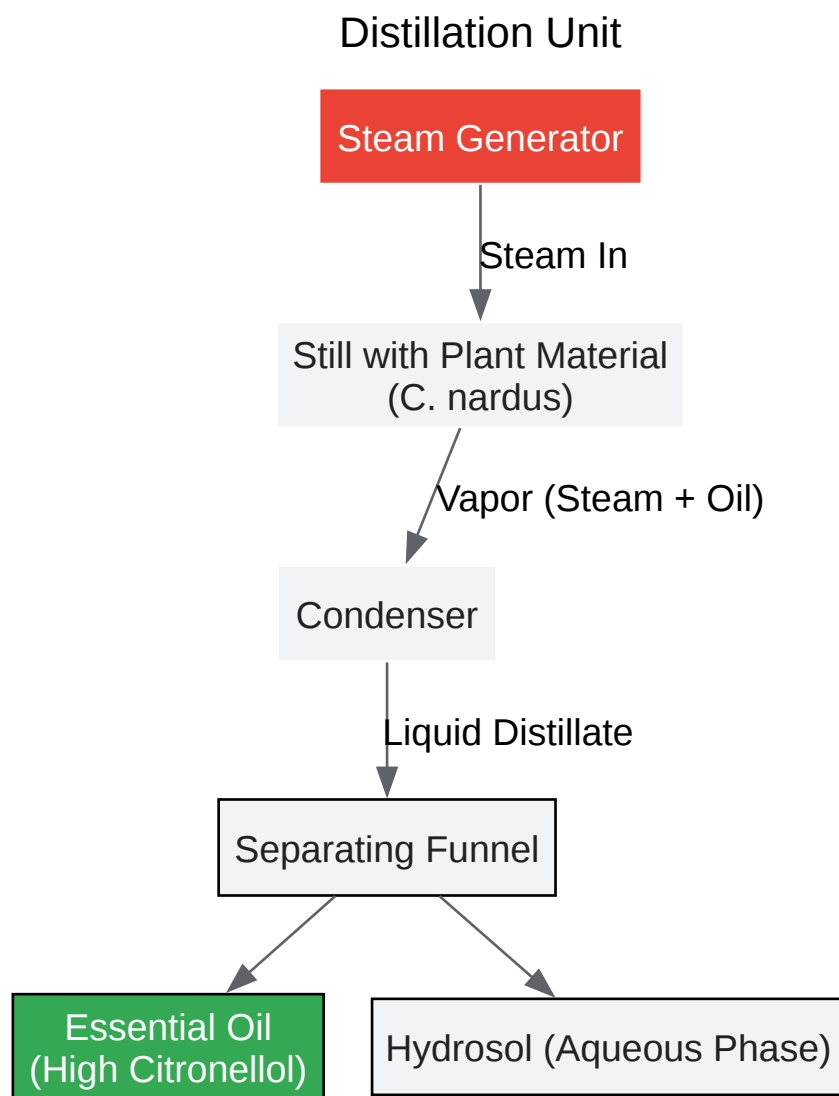 Distillation Unit
Steam Generator
Steam In
Still with Plant Material
(C. nardus)
Vapor (Steam + Oil)
Condenser
Liquid Distillate
Separating Funnel
Essential Oil
(High Citronellol)
Hydrosol (Aqueous Phase)